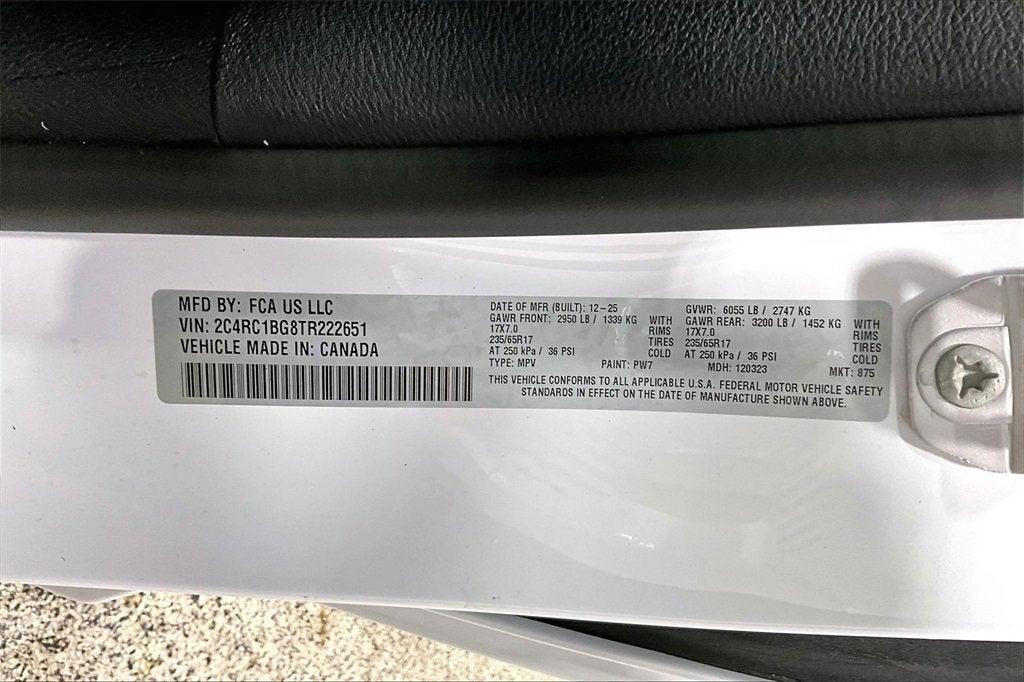 MFD BY: FCA US LLC
VIN: 2C4RC1BG8TR222651
VEHICLE MADE IN: CANADA
DATE OF MFR (BUILT): 12-25
GAWR FRONT: 2950 LB / 1339 KG WITH
17X7.0 RIMS
235/65R17 TIRES
AT 250 kPa / 36 PSI COLD
GVWR: 6055 LB / 2747 KG
GAWR REAR: 3200 LB / 1452 KG WITH
17X7.0 RIMS
235/65R17 TIRES
AT 250 kPa / 36 PSI COLD
TYPE: MPV PAINT: PW7 MDH: 120323 MKT: 875
THIS VEHICLE CONFORMS TO ALL APPLICABLE U.S.A. FEDERAL MOTOR VEHICLE SAFETY
STANDARDS IN EFFECT ON THE DATE OF MANUFACTURE SHOWN ABOVE.